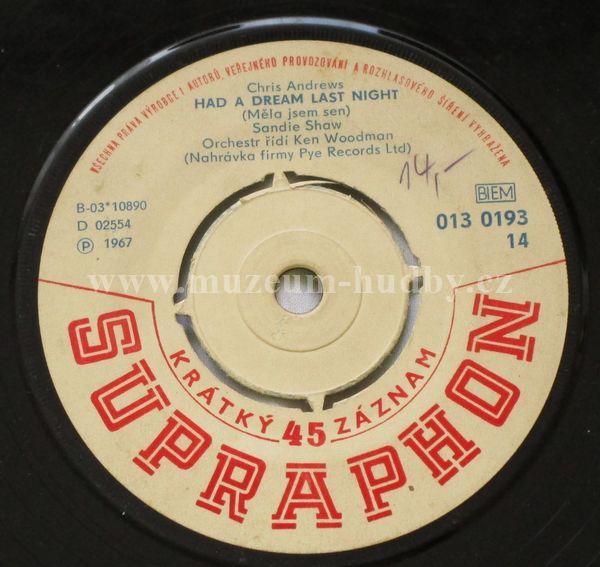 VŠECHNA PRÁVA VÝROBCE I AUTORŮ, VEŘEJNÉHO PROVOZOVÁNÍ A ROZHLASOVÉHO ŠÍŘENÍ VYHRAZENA
Chris Andrews
HAD A DREAM LAST NIGHT
(Měla jsem sen)
Sandie Shaw
Orchestr řídí Ken Woodman
(Nahrávka firmy Pye Records Ltd)
14,-
B-03*10890
D 02554
Ⓟ 1967
BIEM
013 0193
14
www.muzeum-hudby.cz
KRÁTKÝ 45 ZÁZNAM
SUPRAPHON